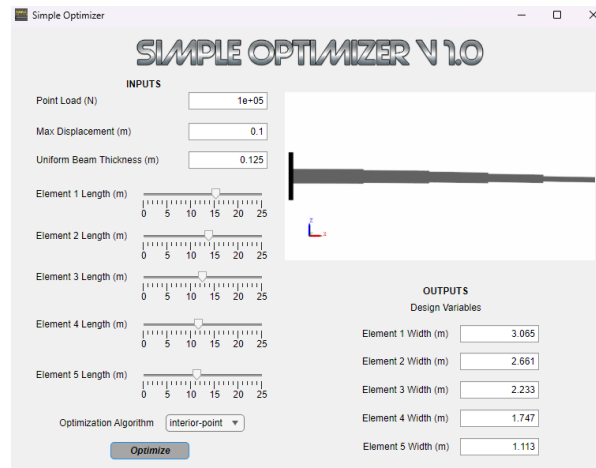 Simple Optimizer
SIMPLE OPTIMIZER V 1.0
INPUTS
Point Load (N) 1e+05
Max Displacement (m) 0.1
Uniform Beam Thickness (m) 0.125
Element 1 Length (m)
0 5 10 15 20 25
Element 2 Length (m)
0 5 10 15 20 25
Element 3 Length (m)
0 5 10 15 20 25
Element 4 Length (m)
0 5 10 15 20 25
Element 5 Length (m)
0 5 10 15 20 25
Optimization Algorithm interior-point
Optimize
z
x
OUTPUTS
Design Variables
Element 1 Width (m) 3.065
Element 2 Width (m) 2.661
Element 3 Width (m) 2.233
Element 4 Width (m) 1.747
Element 5 Width (m) 1.113